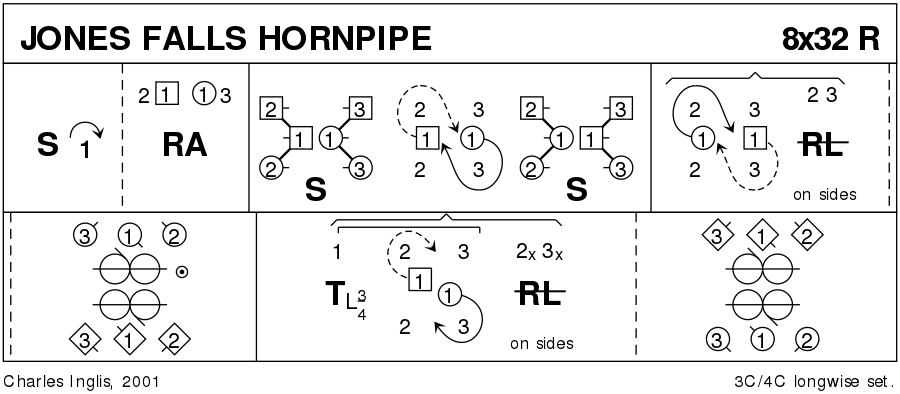 JONES FALLS HORNPIPE 8x32 R
2 1 1 3 2 3 2 3 2 3 2 3 2 3
S 1 RA 1 1 1 1 1 1 1 1 RL
2 3 2 3 2 3 2 3
S S on sides
3 1 2 1 2 3 2x 3x 3 1 2
1
TL 3 4 1 RL
2 3
3 1 2 on sides 3 1 2
Charles Inglis, 2001 3C/4C longwise set.